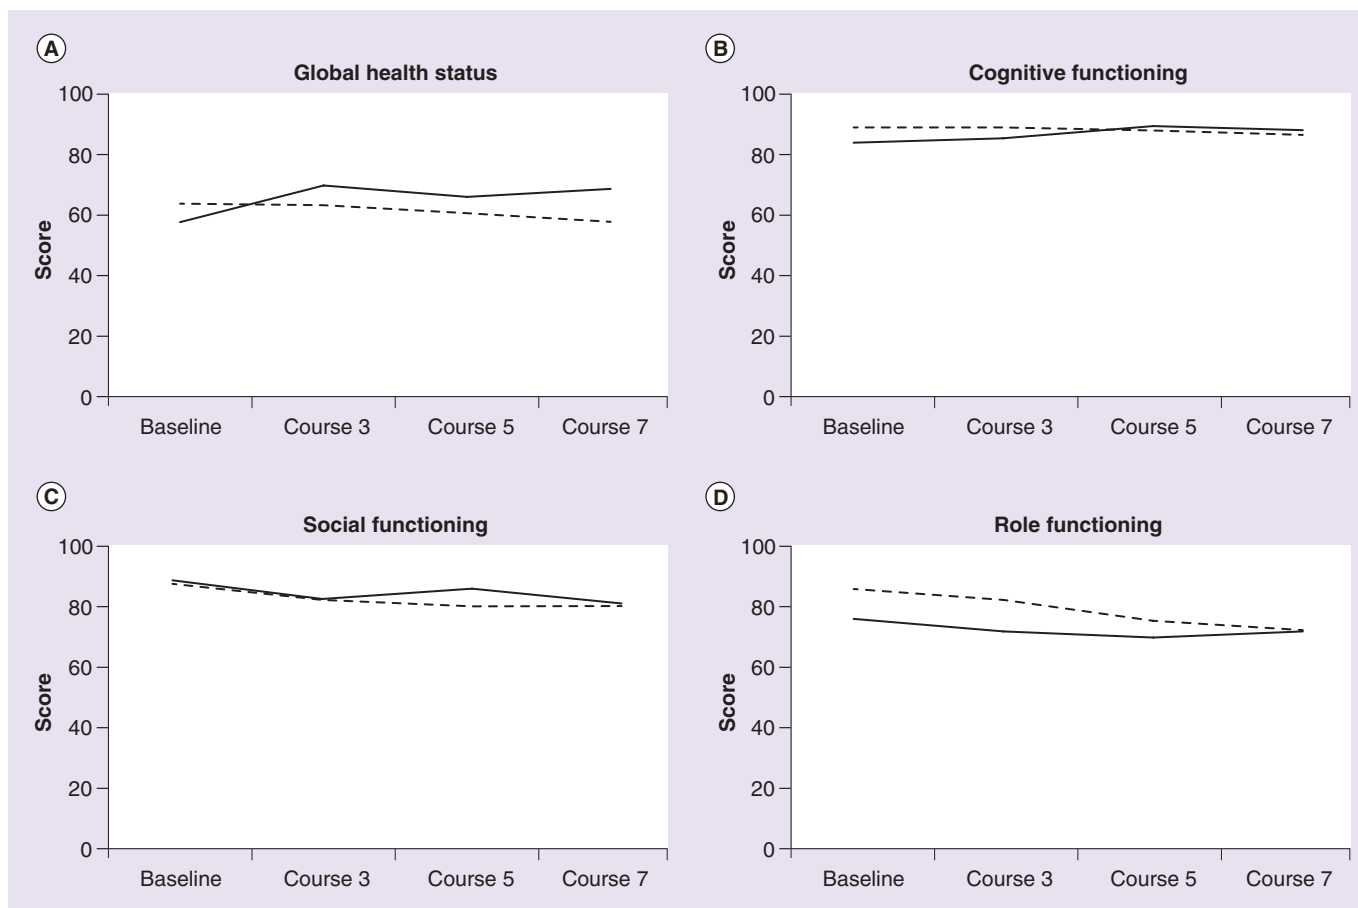 A
Global health status
100
80
60
40
20
0
Score
Baseline Course 3 Course 5 Course 7
B
Cognitive functioning
100
80
60
40
20
0
Score
Baseline Course 3 Course 5 Course 7
C
Social functioning
100
80
60
40
20
0
Score
Baseline Course 3 Course 5 Course 7
D
Role functioning
100
80
60
40
20
0
Score
Baseline Course 3 Course 5 Course 7